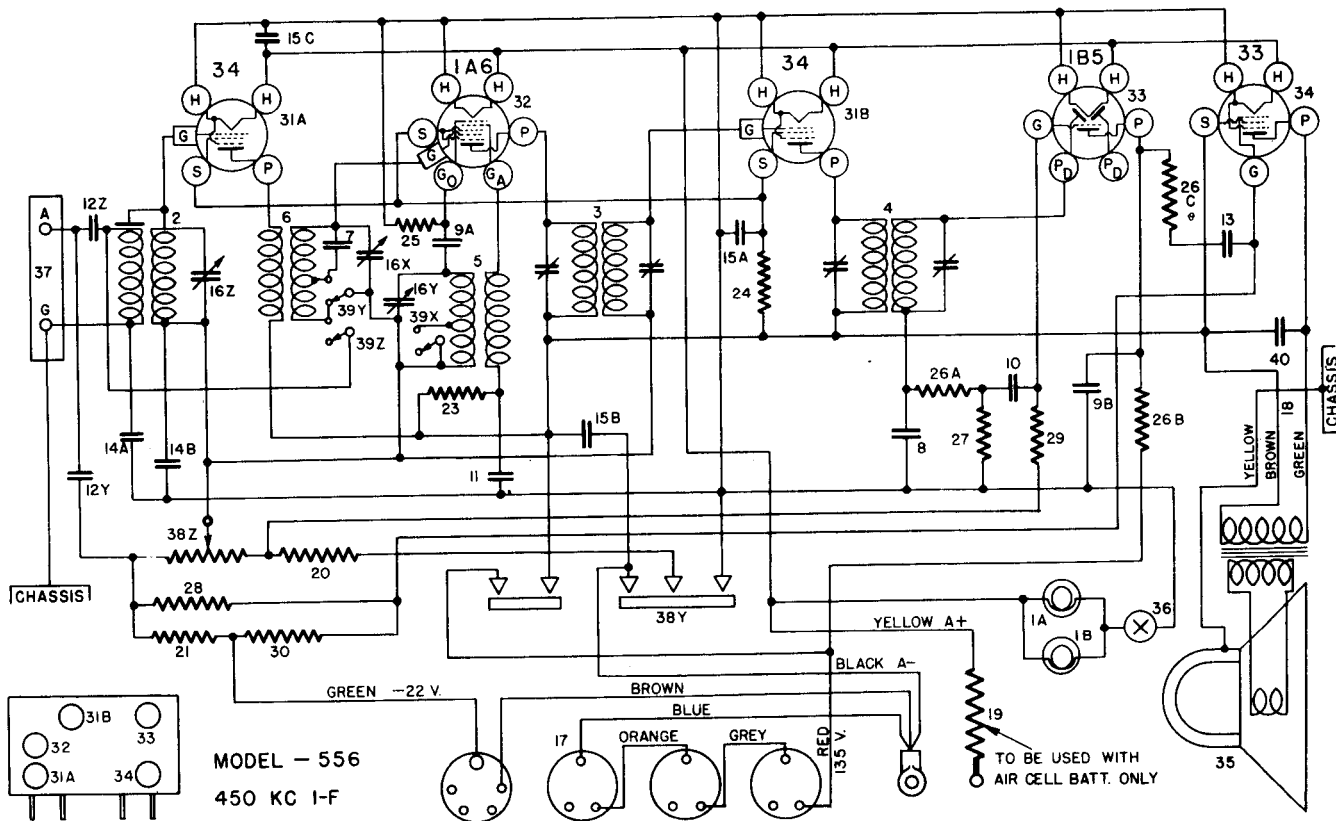 15C
34
1A6
34
1B5
33
H
H
H
H
H
H
H
H
H
H
31A
32
31B
33
34
G
S
P
G
G
S
P
G
P
S
P
S
P
GO
GA
PD
PD
G
26
C
A
12Z
2
6
7
25
9A
3
15A
4
13
37
16Z
16X
16Y
5
24
G
39Y
39X
39Z
40
CHASSIS
23
15B
26A
10
9B
26B
18
14A
14B
8
27
29
YELLOW
BROWN
GREEN
12Y
11
38Z
20
28
38Y
1A
36
CHASSIS
21
30
YELLOW A+
1B
BLACK A-
GREEN -22 V.
BROWN
BLUE
19
31B
33
17
ORANGE
GREY
RED
135 V.
35
32
MODEL - 556
TO BE USED WITH
31A
34
450 KC I-F
AIR CELL BATT. ONLY